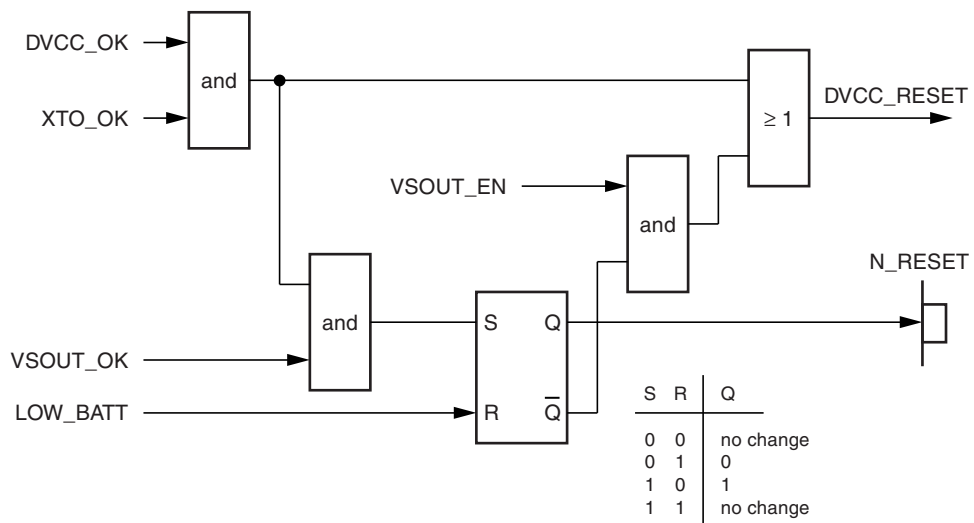 DVCC_OK
and
XTO_OK
≥ 1
DVCC_RESET
VSOUT_EN
and
N_RESET
and
S Q
VSOUT_OK
LOW_BATT
R Q̅
S R Q
0 0 no change
0 1 0
1 0 1
1 1 no change